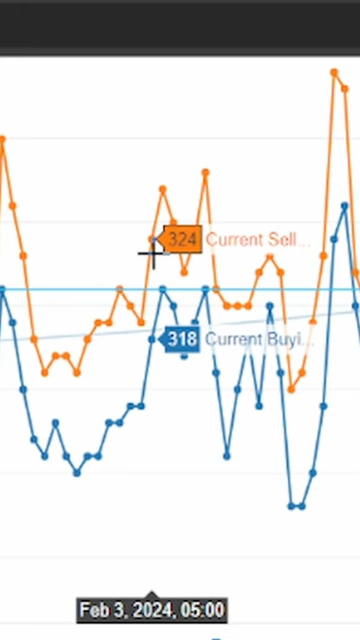 324 Current Sell...
318 Current Buyi...
Feb 3, 2024, 05:00